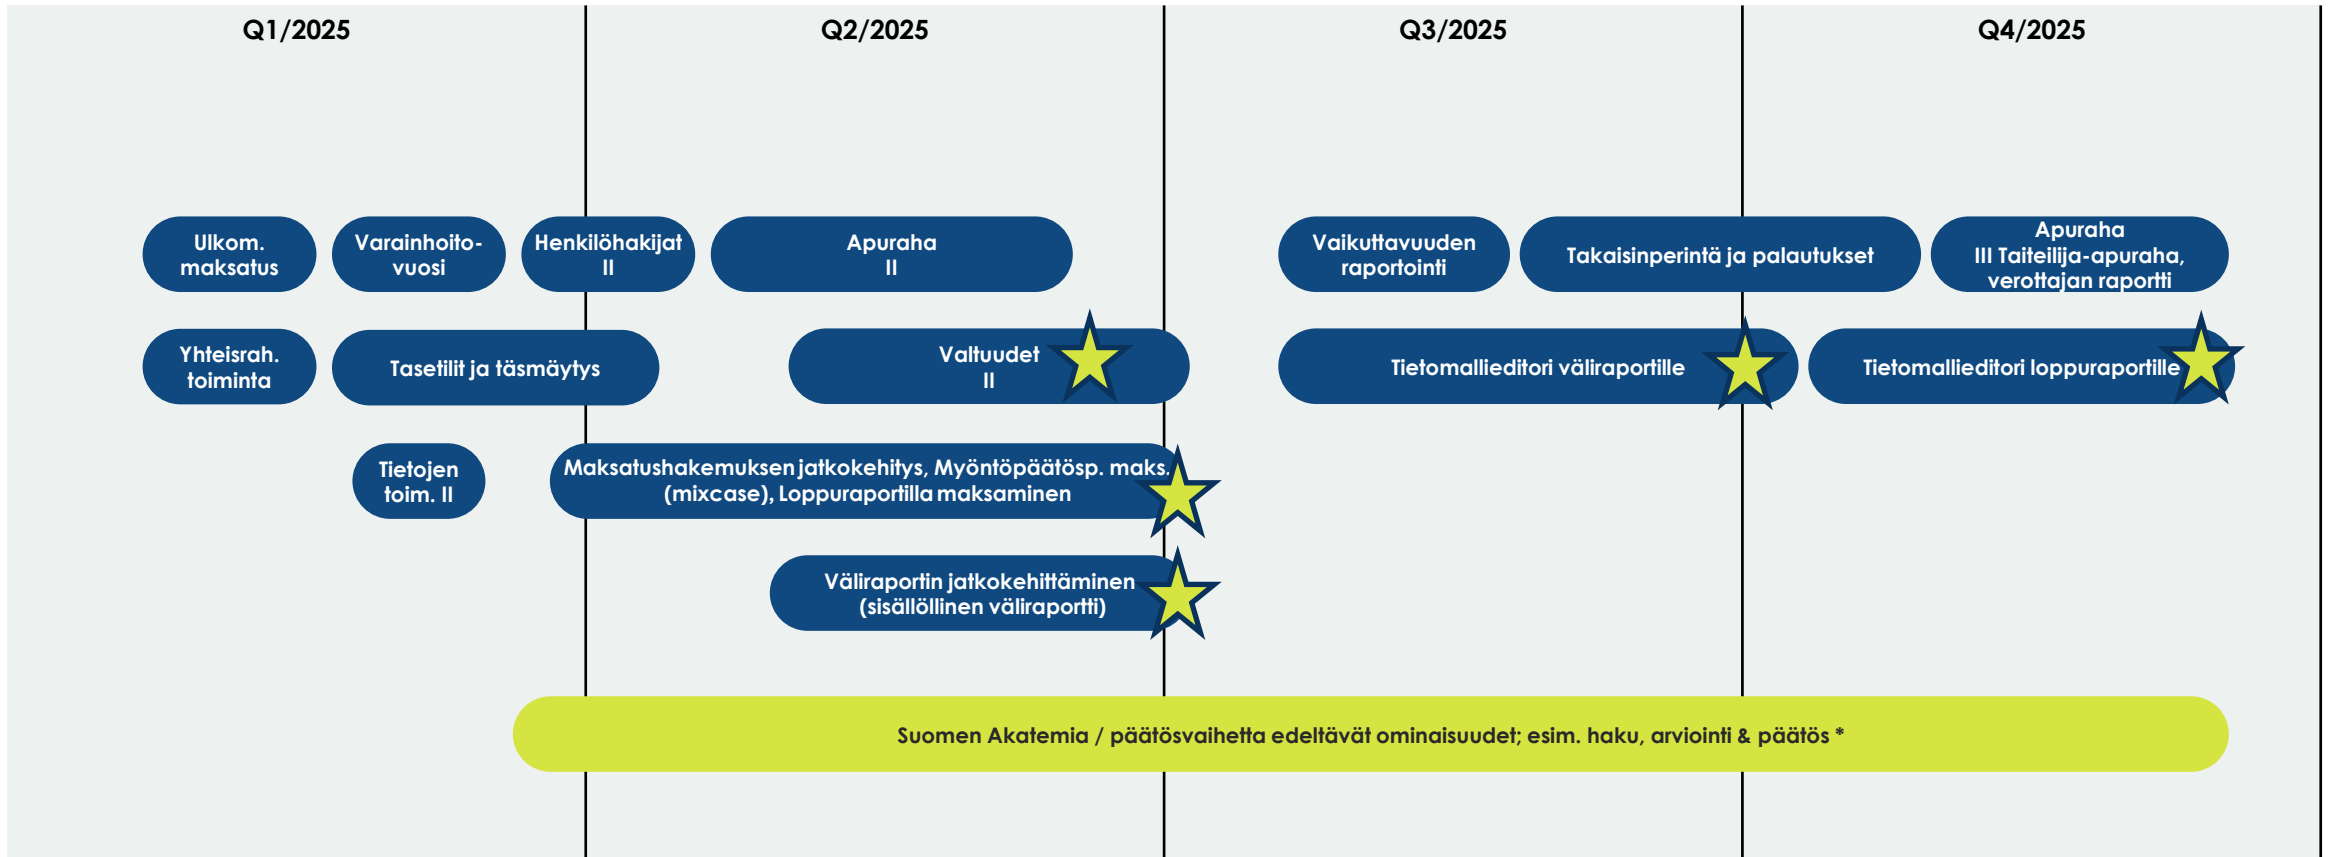 Q1/2025
Q2/2025
Q3/2025
Q4/2025
Ulkom.
maksatus
Varainhoito-
vuosi
Henkilöhakijat
II
Apuraha
II
Vaikuttavuuden
raportointi
Takaisinperintä ja palautukset
Apuraha
III Taiteilija-apuraha,
verottajan raportti
Yhteisrah.
toiminta
Tasetilit ja täsmäytys
Valtuudet
II
Tietomallieditori väliraportille
Tietomallieditori loppuraportille
Tietojen
toim. II
Maksatushakemuksen jatkokehitys, Myöntöpäätösp. maks.
(mixcase), Loppuraportilla maksaminen
Väliraportin jatkokehittäminen
(sisällöllinen väliraportti)
Suomen Akatemia / päätösvaihetta edeltävät ominaisuudet; esim. haku, arviointi & päätös *